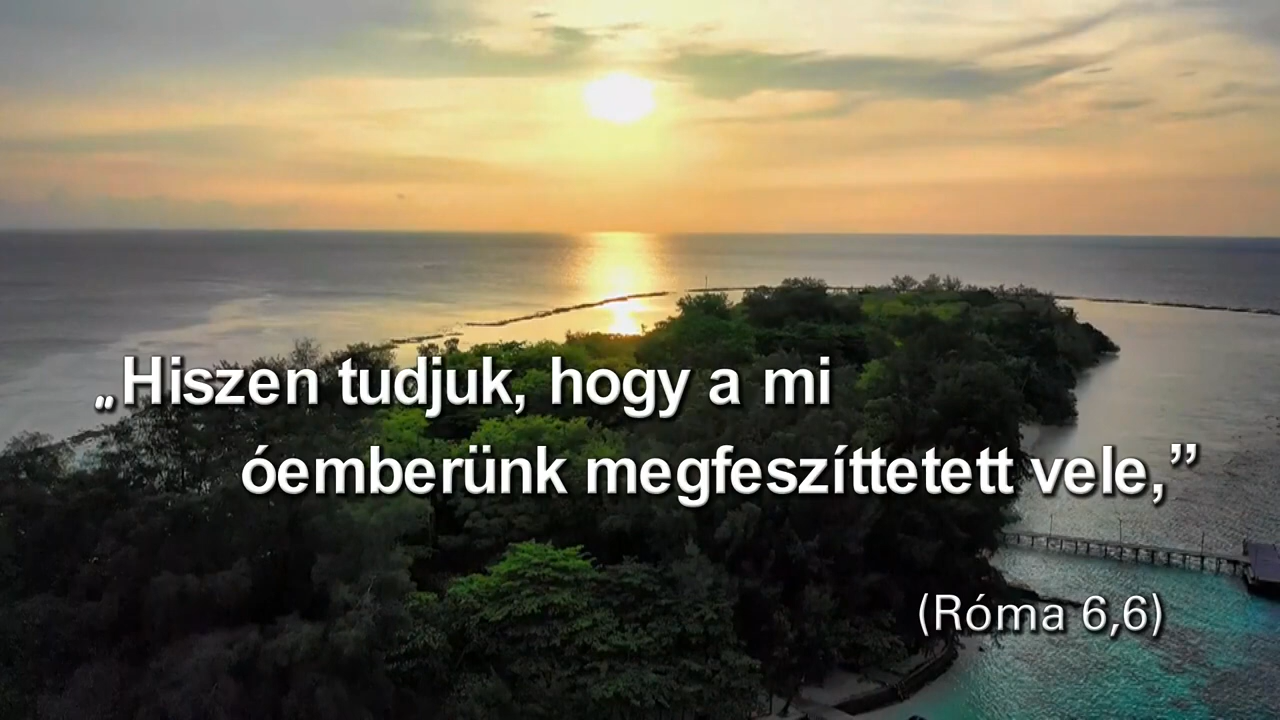 „Hiszen tudjuk, hogy a mi
óemberünk megfeszíttetett vele,”
(Róma 6,6)